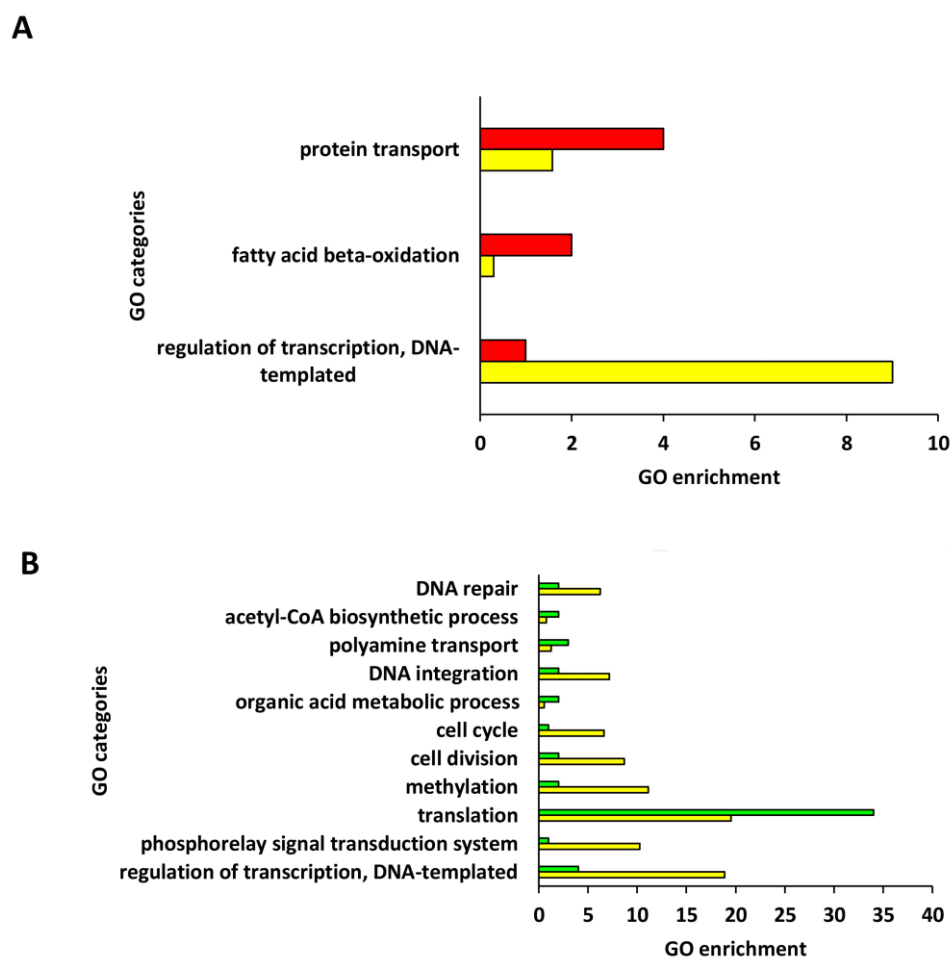 A
protein transport
fatty acid beta-oxidation
regulation of transcription, DNA-
templated
GO categories
0 2 4 6 8 10
GO enrichment
B
DNA repair
acetyl-CoA biosynthetic process
polyamine transport
DNA integration
organic acid metabolic process
cell cycle
cell division
methylation
translation
phosphorelay signal transduction system
regulation of transcription, DNA-templated
GO categories
0 5 10 15 20 25 30 35 40
GO enrichment